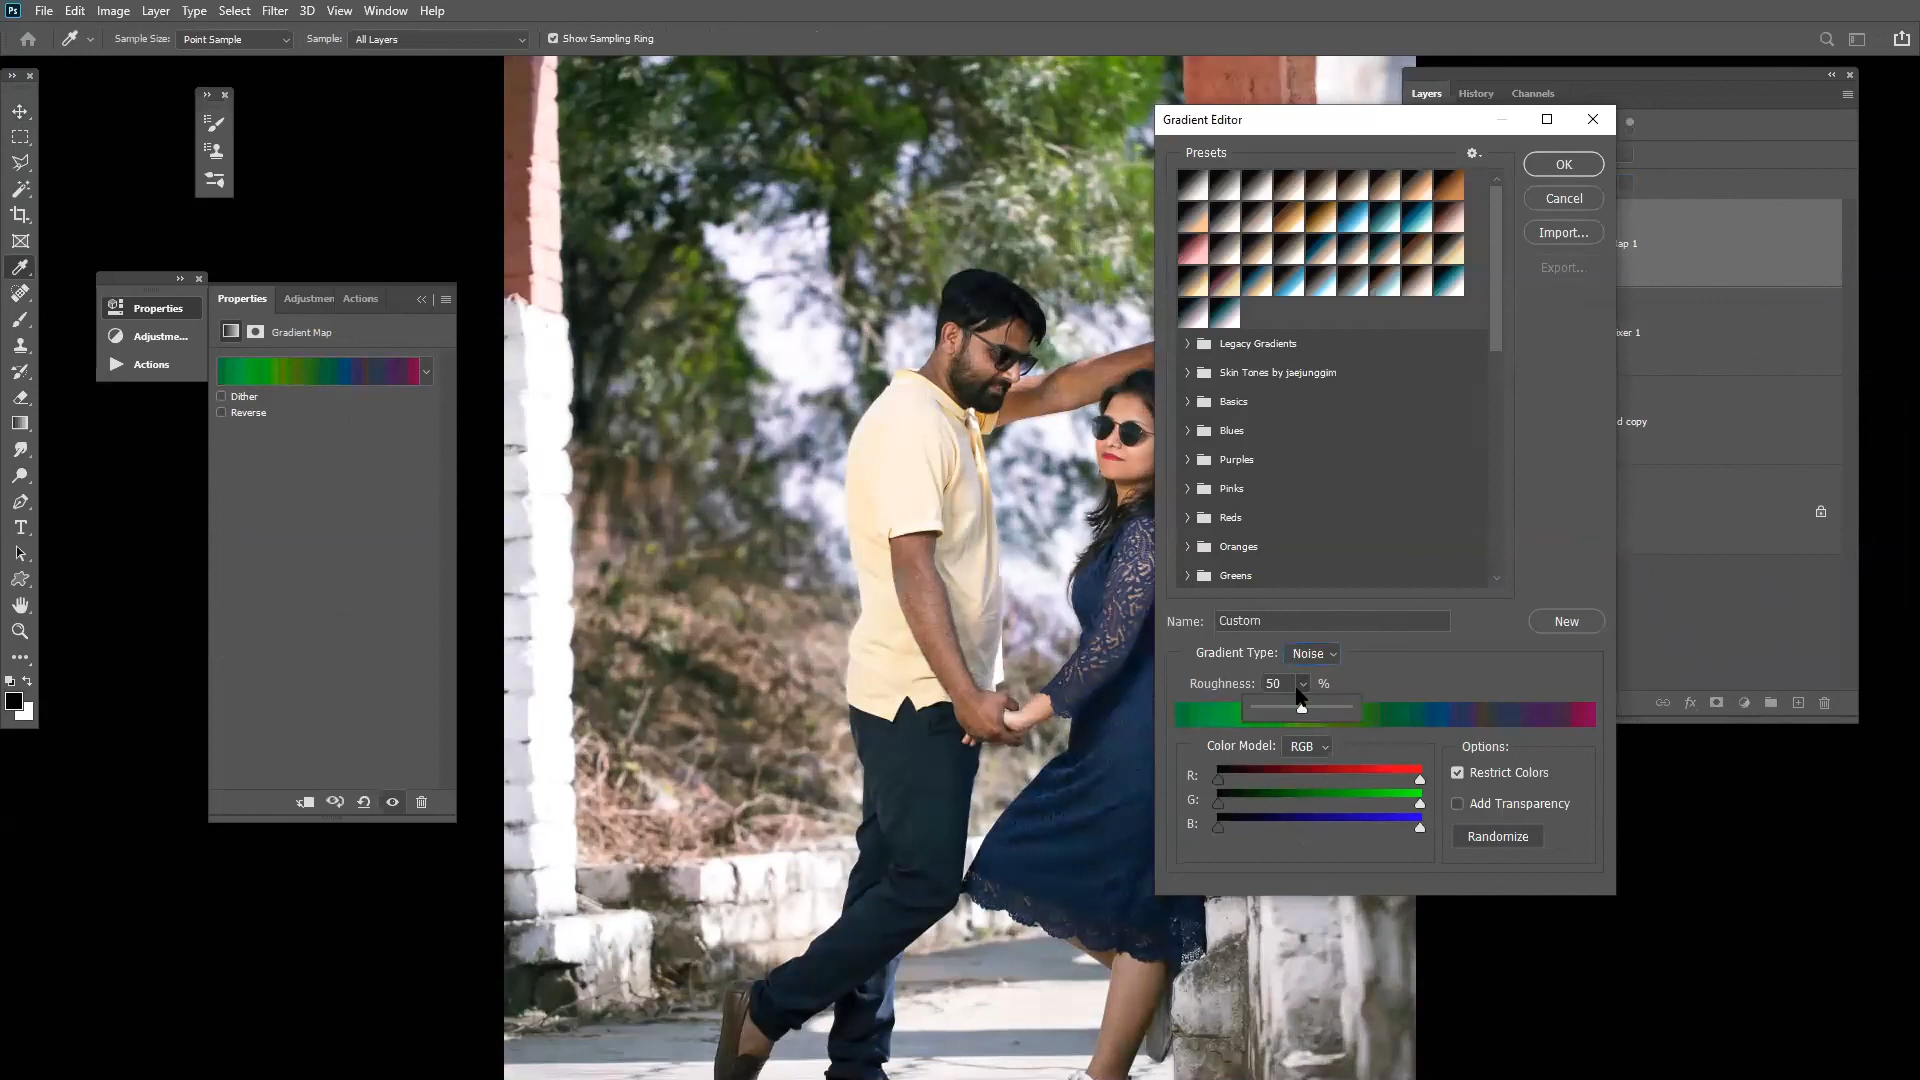 Ps File Edit Image Layer Type Select Filter 3D View Window Help
Sample Size: Point Sample Sample: All Layers Show Sampling Ring
Layers History Channels
Gradient Editor
Presets
OK
Cancel
Import...
Export...
Legacy Gradients
Skin Tones by jaejunggim
Basics
Blues
Purples
Pinks
Reds
Oranges
Greens
Name: Custom
New
Gradient Type: Noise
Roughness: 50 %
Color Model: RGB
R:
G:
B:
Options:
Restrict Colors
Add Transparency
Randomize
Properties
Adjustme...
Actions
Properties Adjustmen Actions
Gradient Map
Dither
Reverse
ap 1
ixer 1
d copy
fx